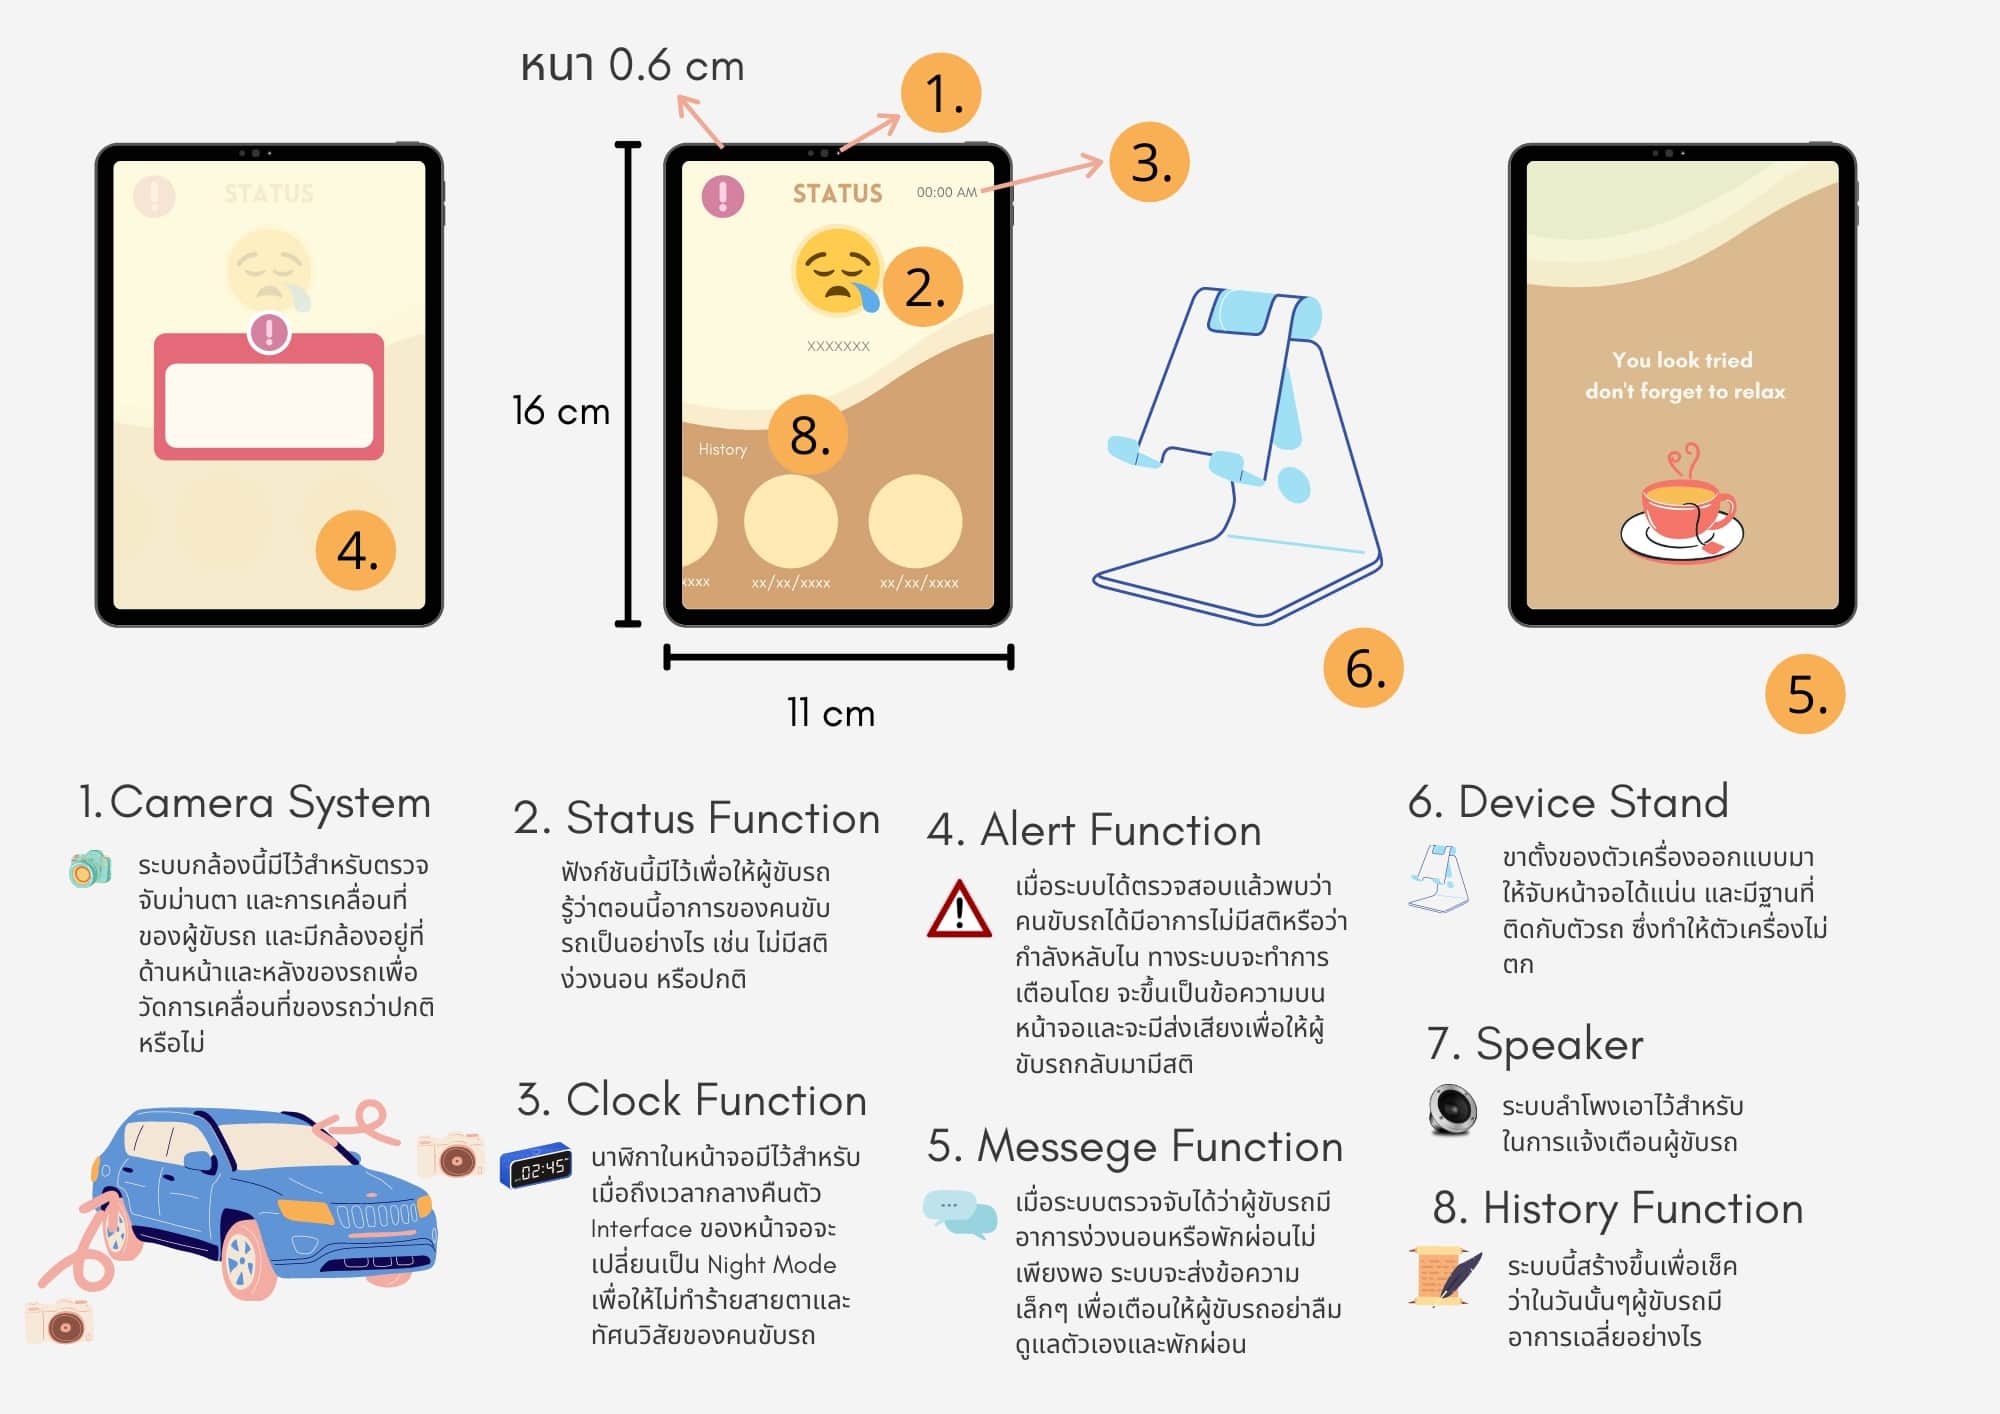 หนา 0.6 cm
1.
3.
STATUS
STATUS
00:00 AM
2.
xxxxxxx
16 cm
8.
History
4.
xxxx
xx/xx/xxxx
xx/xx/xxxx
11 cm
6.
You look tried
don't forget to relax
5.
1. Camera System
ระบบกล้องนี้มีไว้สำหรับตรวจ
จับม่านตา และการเคลื่อนที่
ของผู้ขับรถ และมีกล้องอยู่ที่
ด้านหน้าและหลังของรถเพื่อ
วัดการเคลื่อนที่ของรถว่าปกติ
หรือไม่
2. Status Function
ฟังก์ชันนี้มีไว้เพื่อให้ผู้ขับรถ
รู้ว่าตอนนี้อาการของคนขับ
รถเป็นอย่างไร เช่น ไม่มีสติ
ง่วงนอน หรือปกติ
3. Clock Function
02:45
นาฬิกาในหน้าจอมีไว้สำหรับ
เมื่อถึงเวลากลางคืนตัว
Interface ของหน้าจอจะ
เปลี่ยนเป็น Night Mode
เพื่อให้ไม่ทำร้ายสายตาและ
ทัศนวิสัยของคนขับรถ
4. Alert Function
เมื่อระบบได้ตรวจสอบแล้วพบว่า
คนขับรถได้มีอาการไม่มีสติหรือว่า
กำลังหลับใน ทางระบบจะทำการ
เตือนโดย จะขึ้นเป็นข้อความบน
หน้าจอและจะมีส่งเสียงเพื่อให้ผู้
ขับรถกลับมามีสติ
5. Messege Function
เมื่อระบบตรวจจับได้ว่าผู้ขับรถมี
อาการง่วงนอนหรือพักผ่อนไม่
เพียงพอ ระบบจะส่งข้อความ
เล็กๆ เพื่อเตือนให้ผู้ขับรถอย่าลืม
ดูแลตัวเองและพักผ่อน
6. Device Stand
ขาตั้งของตัวเครื่องออกแบบมา
ให้จับหน้าจอได้แน่น และมีฐานที่
ติดกับตัวรถ ซึ่งทำให้ตัวเครื่องไม่
ตก
7. Speaker
ระบบลำโพงเอาไว้สำหรับ
ในการแจ้งเตือนผู้ขับรถ
8. History Function
ระบบนี้สร้างขึ้นเพื่อเช็ค
ว่าในวันนั้นๆผู้ขับรถมี
อาการเฉลี่ยอย่างไร